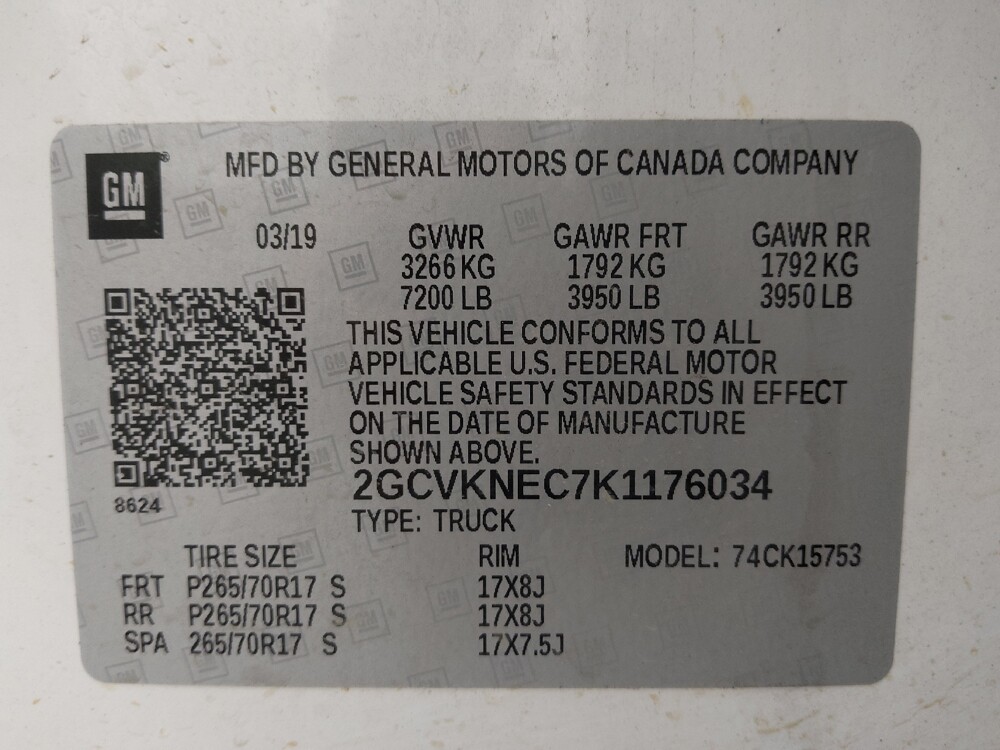 GM
MFD BY GENERAL MOTORS OF CANADA COMPANY
03/19 GVWR GAWR FRT GAWR RR
3266 KG 1792 KG 1792 KG
7200 LB 3950 LB 3950 LB
THIS VEHICLE CONFORMS TO ALL
APPLICABLE U.S. FEDERAL MOTOR
VEHICLE SAFETY STANDARDS IN EFFECT
ON THE DATE OF MANUFACTURE
SHOWN ABOVE.
2GCVKNEC7K1176034
8624
TYPE: TRUCK
TIRE SIZE RIM MODEL: 74CK15753
FRT P265/70R17 S 17X8J
RR P265/70R17 S 17X8J
SPA 265/70R17 S 17X7.5J